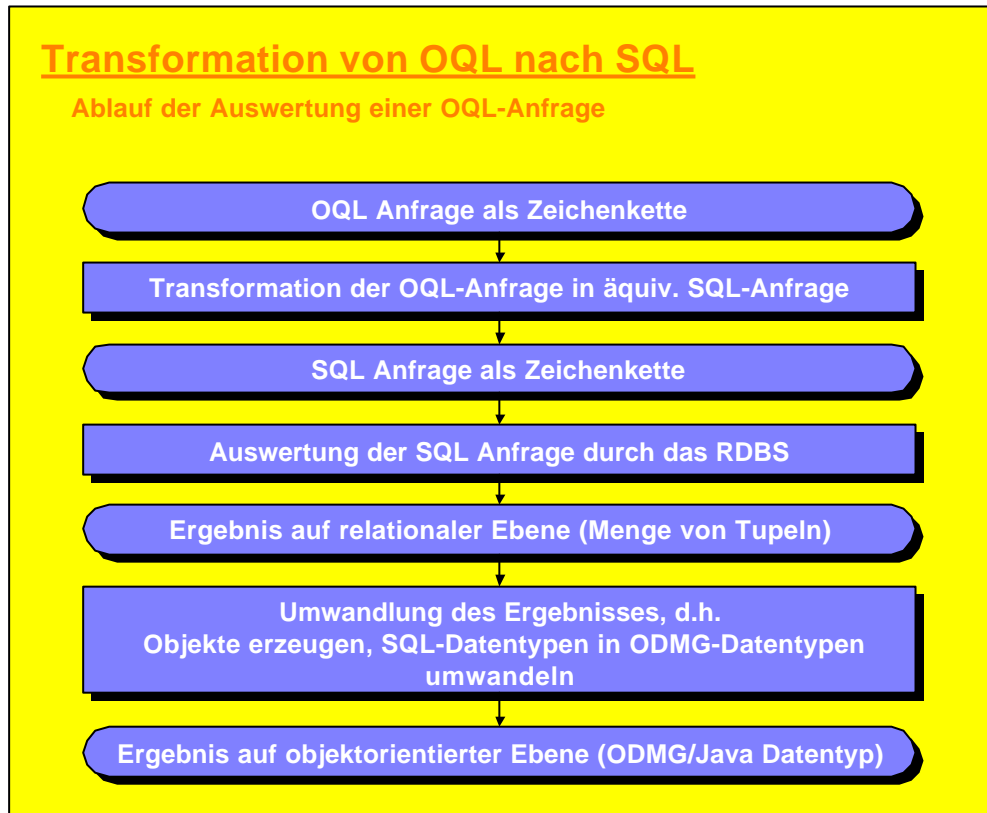 Transformation von OQL nach SQL
Ablauf der Auswertung einer OQL-Anfrage
OQL Anfrage als Zeichenkette
Transformation der OQL-Anfrage in äquiv. SQL-Anfrage
SQL Anfrage als Zeichenkette
Auswertung der SQL Anfrage durch das RDBS
Ergebnis auf relationaler Ebene (Menge von Tupeln)
Umwandlung des Ergebnisses, d.h.
Objekte erzeugen, SQL-Datentypen in ODMG-Datentypen
umwandeln
Ergebnis auf objektorientierter Ebene (ODMG/Java Datentyp)